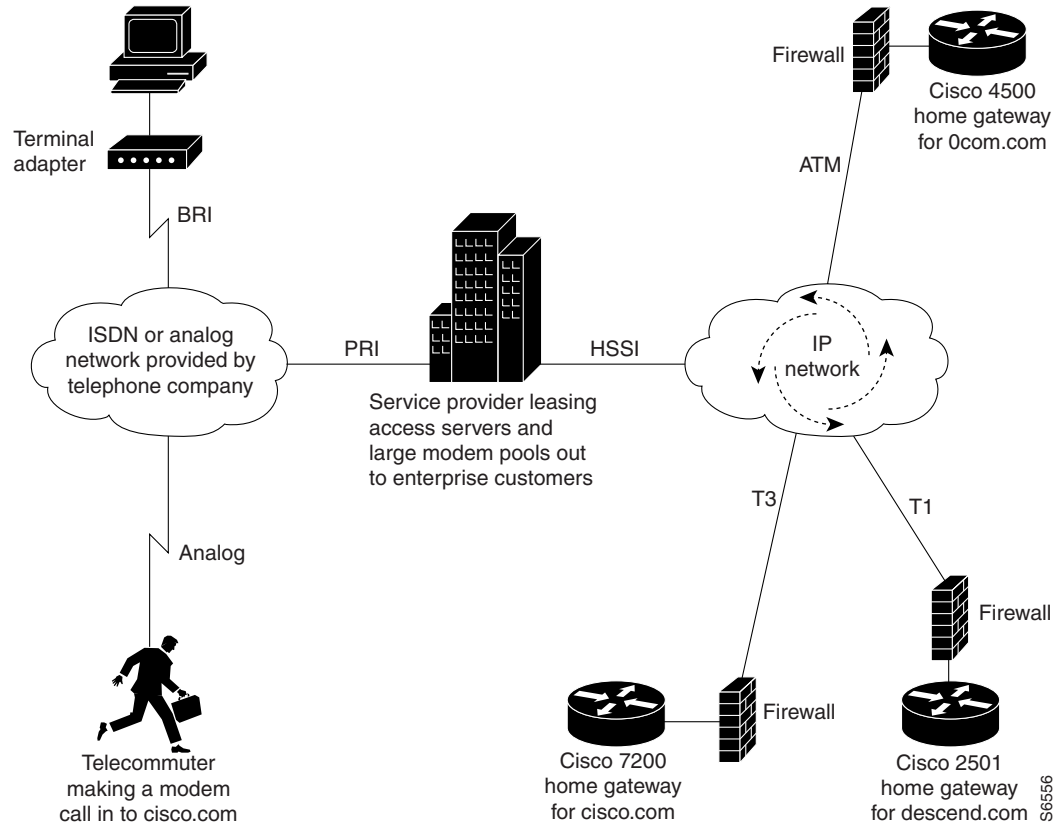 Terminal
adapter
BRI
ISDN or analog
network provided by
telephone company
Analog
Telecommuter
making a modem
call in to cisco.com
PRI
Service provider leasing
access servers and
large modem pools out
to enterprise customers
HSSI
IP
network
ATM
Firewall
Cisco 4500
home gateway
for 0com.com
T3
Firewall
Cisco 7200
home gateway
for cisco.com
T1
Firewall
Cisco 2501
home gateway
for descend.com
S6556